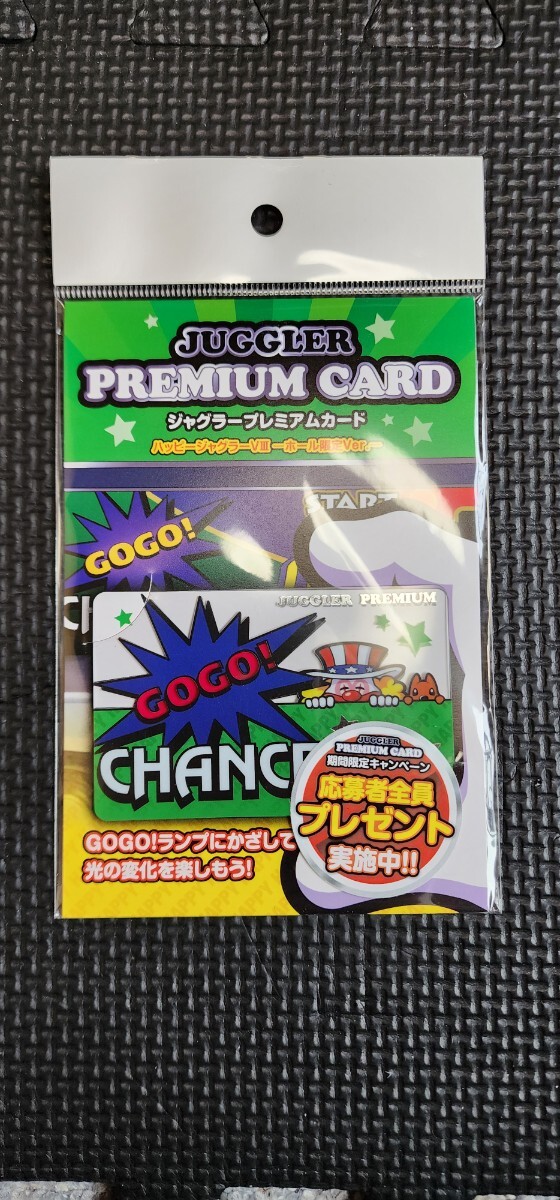 JUGGLER
PREMIUM CARD
ジャグラープレミアムカード
ハッピージャグラーVⅢ ーホール限定Ver.ー
START
GOGO!
CH
JUGGLER PREMIUM
GOGO!
CHANCE
JUGGLER
PREMIUM CARD
期間限定キャンペーン
応募者全員
プレゼント
実施中!!
GOGO!ランプにかざして
光の変化を楽しもう!